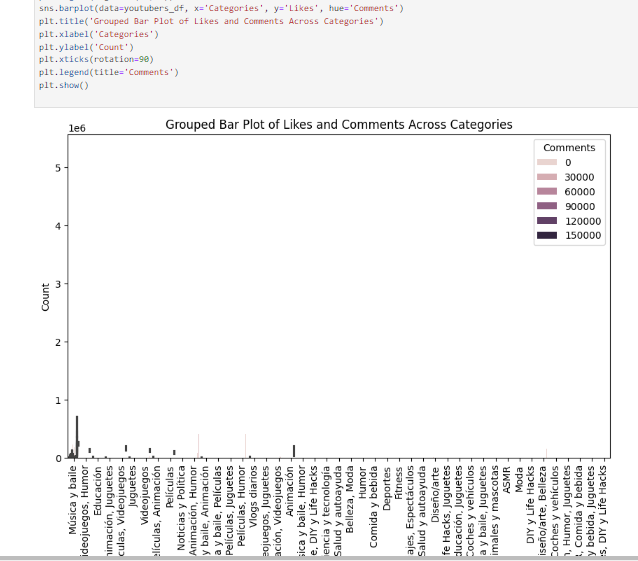 sns.barplot(data=youtubers_df, x='Categories', y='Likes', hue='Comments')
plt.title('Grouped Bar Plot of Likes and Comments Across Categories')
plt.xlabel('Categories')
plt.ylabel('Count')
plt.xticks(rotation=90)
plt.legend(title='Comments')
plt.show()
Grouped Bar Plot of Likes and Comments Across Categories
1e6
Comments
0
30000
60000
90000
120000
150000
5
4
3
2
1
0
Count
Música y baile
ideojuegos, Humor
Educación
nimación, Juguetes
culas, Videojuegos
Juguetes
Videojuegos
elículas, Animación
Películas
Noticias y Política
Animación, Humor
y baile, Animación
a y baile, Películas
Películas, Juguetes
Películas, Humor
Vlogs diarios
eojuegos, Juguetes
ación, Videojuegos
Animación
sica y baile, Humor
e, DIY y Life Hacks
encia y tecnología
Salud y autoayuda
Belleza, Moda
Humor
Comida y bebida
Deportes
Fitness
ajes, Espectáculos
Salud y autoayuda
Diseño/arte
fe Hacks, Juguetes
ducación, Juguetes
Coches y vehículos
a y baile, Juguetes
imales y mascotas
ASMR
Moda
DIY y Life Hacks
iseño/arte, Belleza
Coches y vehículos
n, Humor, Juguetes
, Comida y bebida
y bebida, Juguetes
es, DIY y Life Hacks